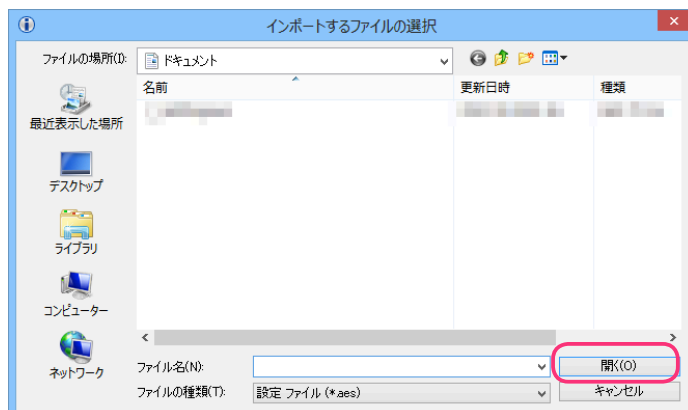 インポートするファイルの選択
ファイルの場所(I):
ドキュメント
名前
更新日時
種類
最近表示した場所
デスクトップ
ライブラリ
コンピューター
ネットワーク
ファイル名(N):
開く(O)
ファイルの種類(T):
設定 ファイル (*.aes)
キャンセル